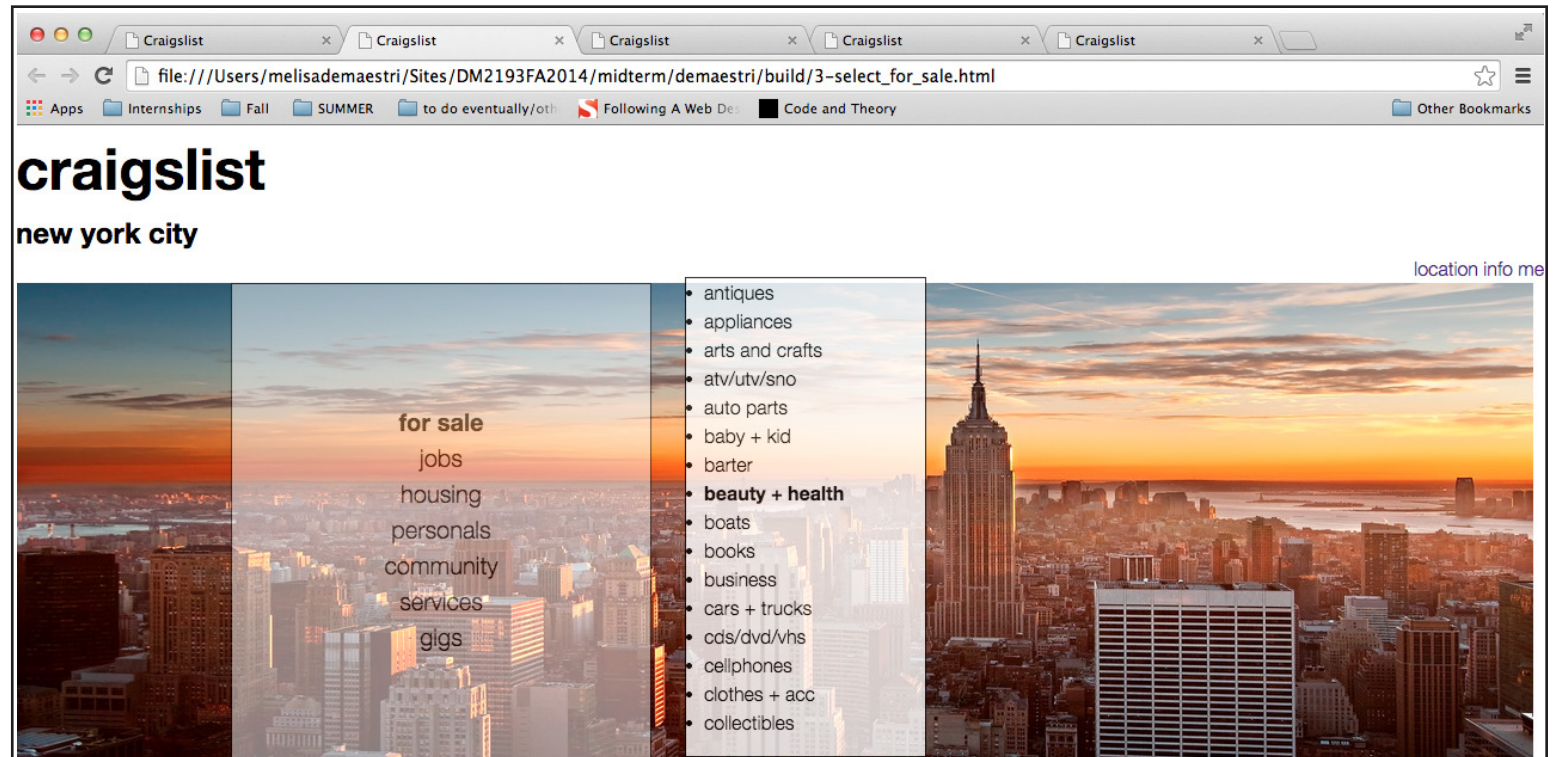 Craigslist Craigslist Craigslist Craigslist Craigslist
file:///Users/melisademaestri/Sites/DM2193FA2014/midterm/demaestri/build/3-select_for_sale.html
Apps Internships Fall SUMMER to do eventually/oth Following A Web Des Code and Theory Other Bookmarks
craigslist
new york city
location info me
for sale
jobs
housing
personals
community
services
gigs
• antiques
• appliances
• arts and crafts
• atv/utv/sno
• auto parts
• baby + kid
• barter
• beauty + health
• boats
• books
• business
• cars + trucks
• cds/dvd/vhs
• cellphones
• clothes + acc
• collectibles